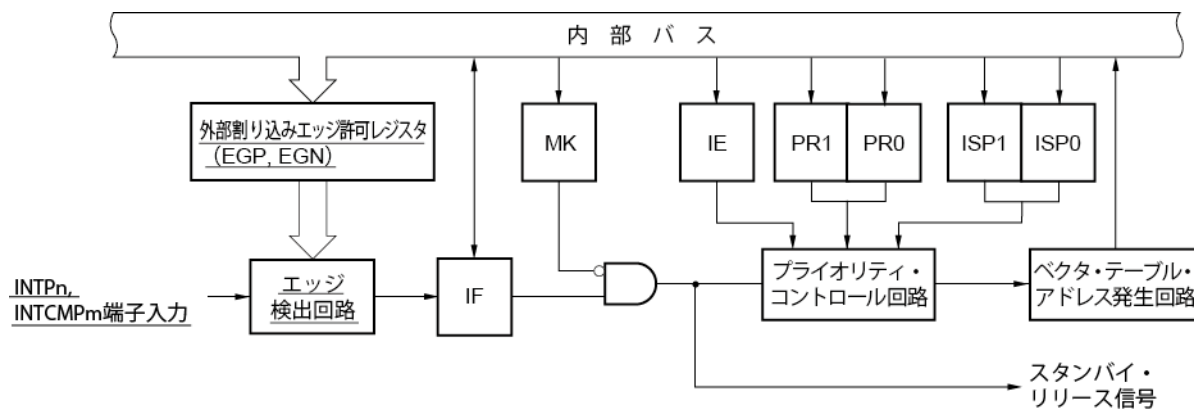 内部バス
外部割り込みエッジ許可レジスタ
(EGP, EGN)
MK
IE
PR1
PR0
ISP1
ISP0
INTPn,
INTCMPm端子入力
エッジ
検出回路
IF
プライオリティ・
コントロール回路
ベクタ・テーブル・
アドレス発生回路
スタンバイ・
リリース信号